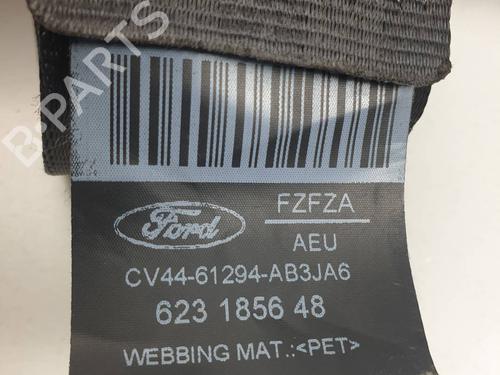 B-PARTS
Ford
FZFZA
AEU
CV44-61294-AB3JA6
623 1856 48
WEBBING MAT.:<PET>